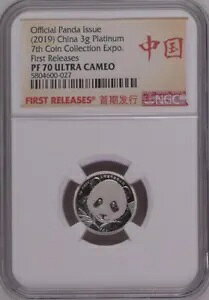 Official Panda Issue
(2019) China 3g Platinum
7th Coin Collection Expo.
First Releases
PF 70 ULTRA CAMEO
5804600-027
中国
FIRST RELEASES
首期发行
NGC